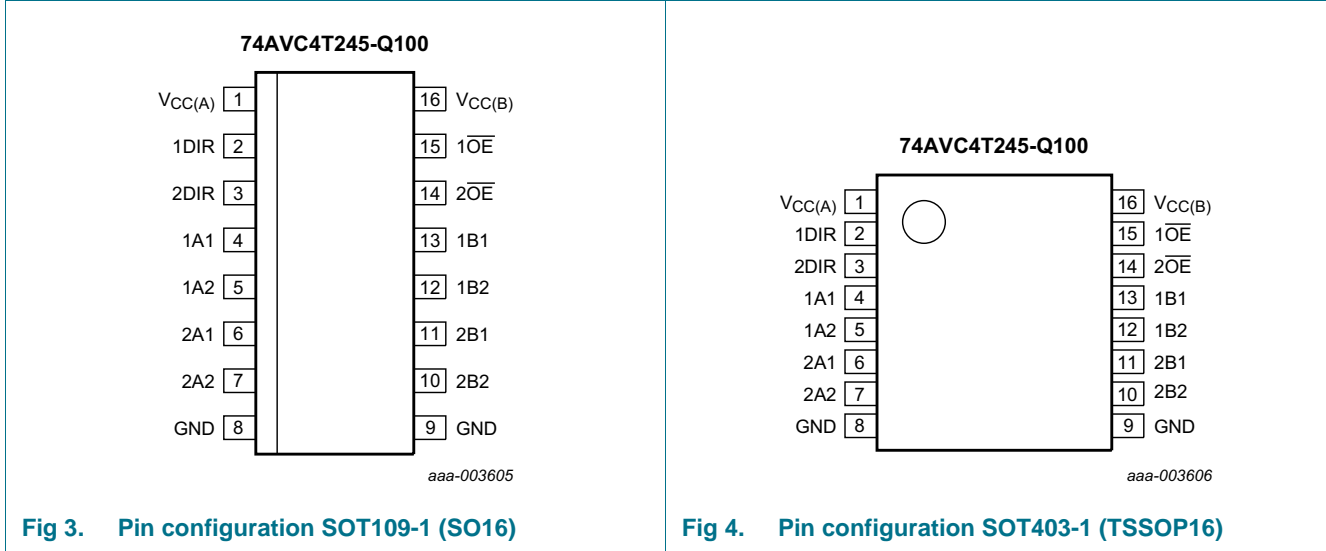 74AVC4T245-Q100
VCC(A) 1 16 VCC(B)
1DIR 2 15 1O̅E̅
2DIR 3 14 2O̅E̅
1A1 4 13 1B1
1A2 5 12 1B2
2A1 6 11 2B1
2A2 7 10 2B2
GND 8 9 GND
aaa-003605
Fig 3. Pin configuration SOT109-1 (SO16)
74AVC4T245-Q100
VCC(A) 1 16 VCC(B)
1DIR 2 15 1O̅E̅
2DIR 3 14 2O̅E̅
1A1 4 13 1B1
1A2 5 12 1B2
2A1 6 11 2B1
2A2 7 10 2B2
GND 8 9 GND
aaa-003606
Fig 4. Pin configuration SOT403-1 (TSSOP16)